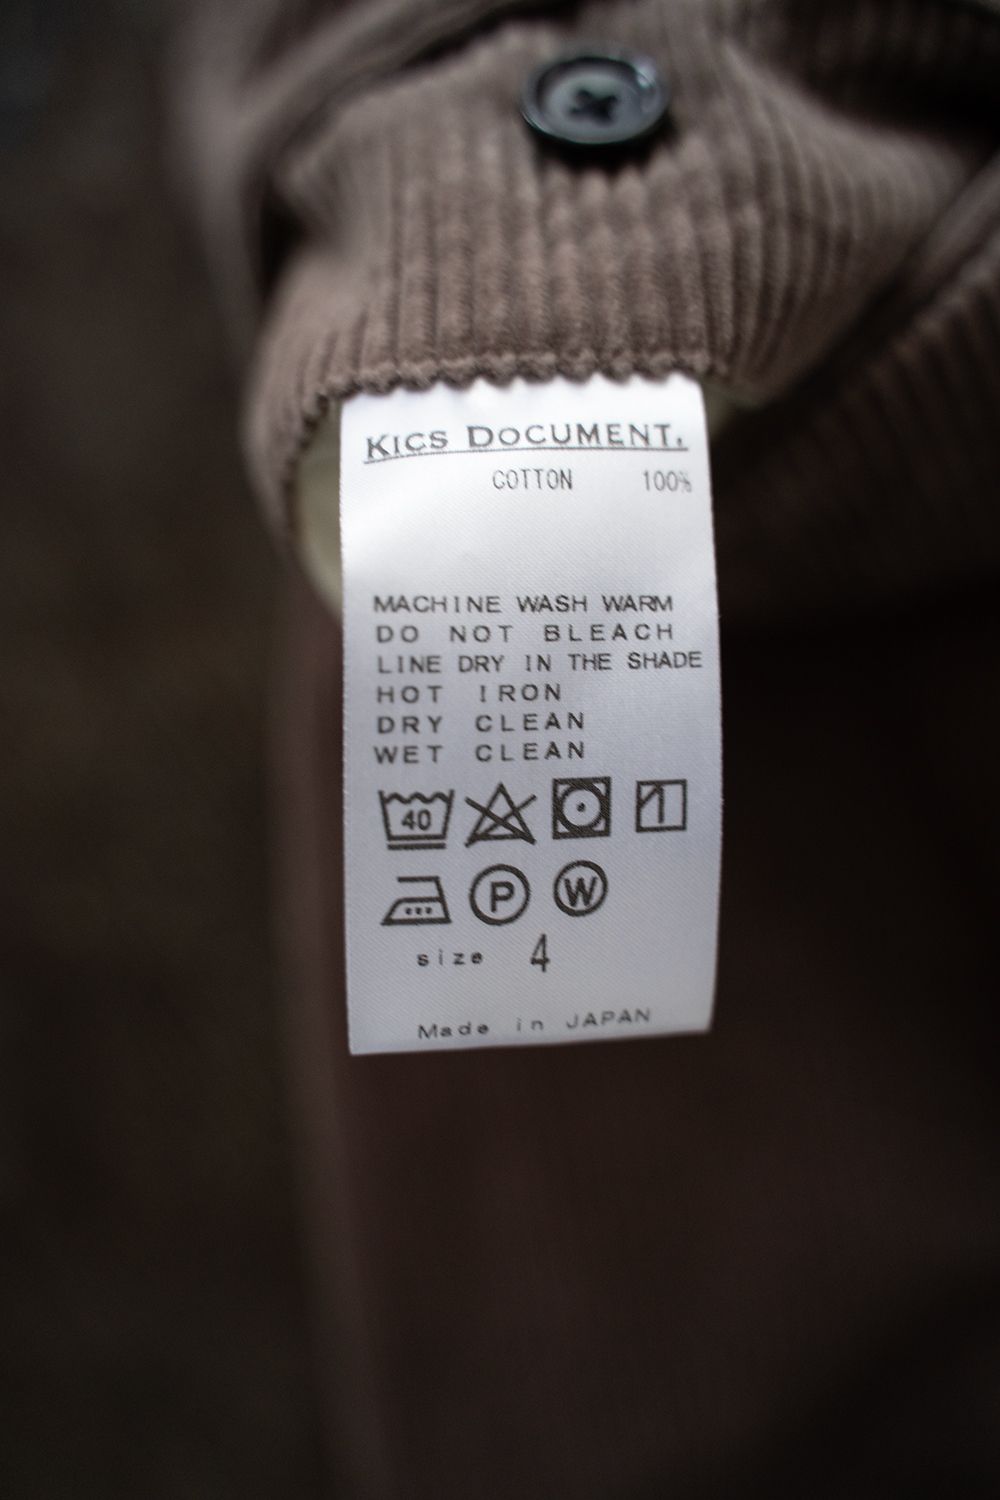 KICS DOCUMENT.
COTTON 100%
MACHINE WASH WARM
DO NOT BLEACH
LINE DRY IN THE SHADE
HOT IRON
DRY CLEAN
WET CLEAN
40
P W
size 4
Made in JAPAN